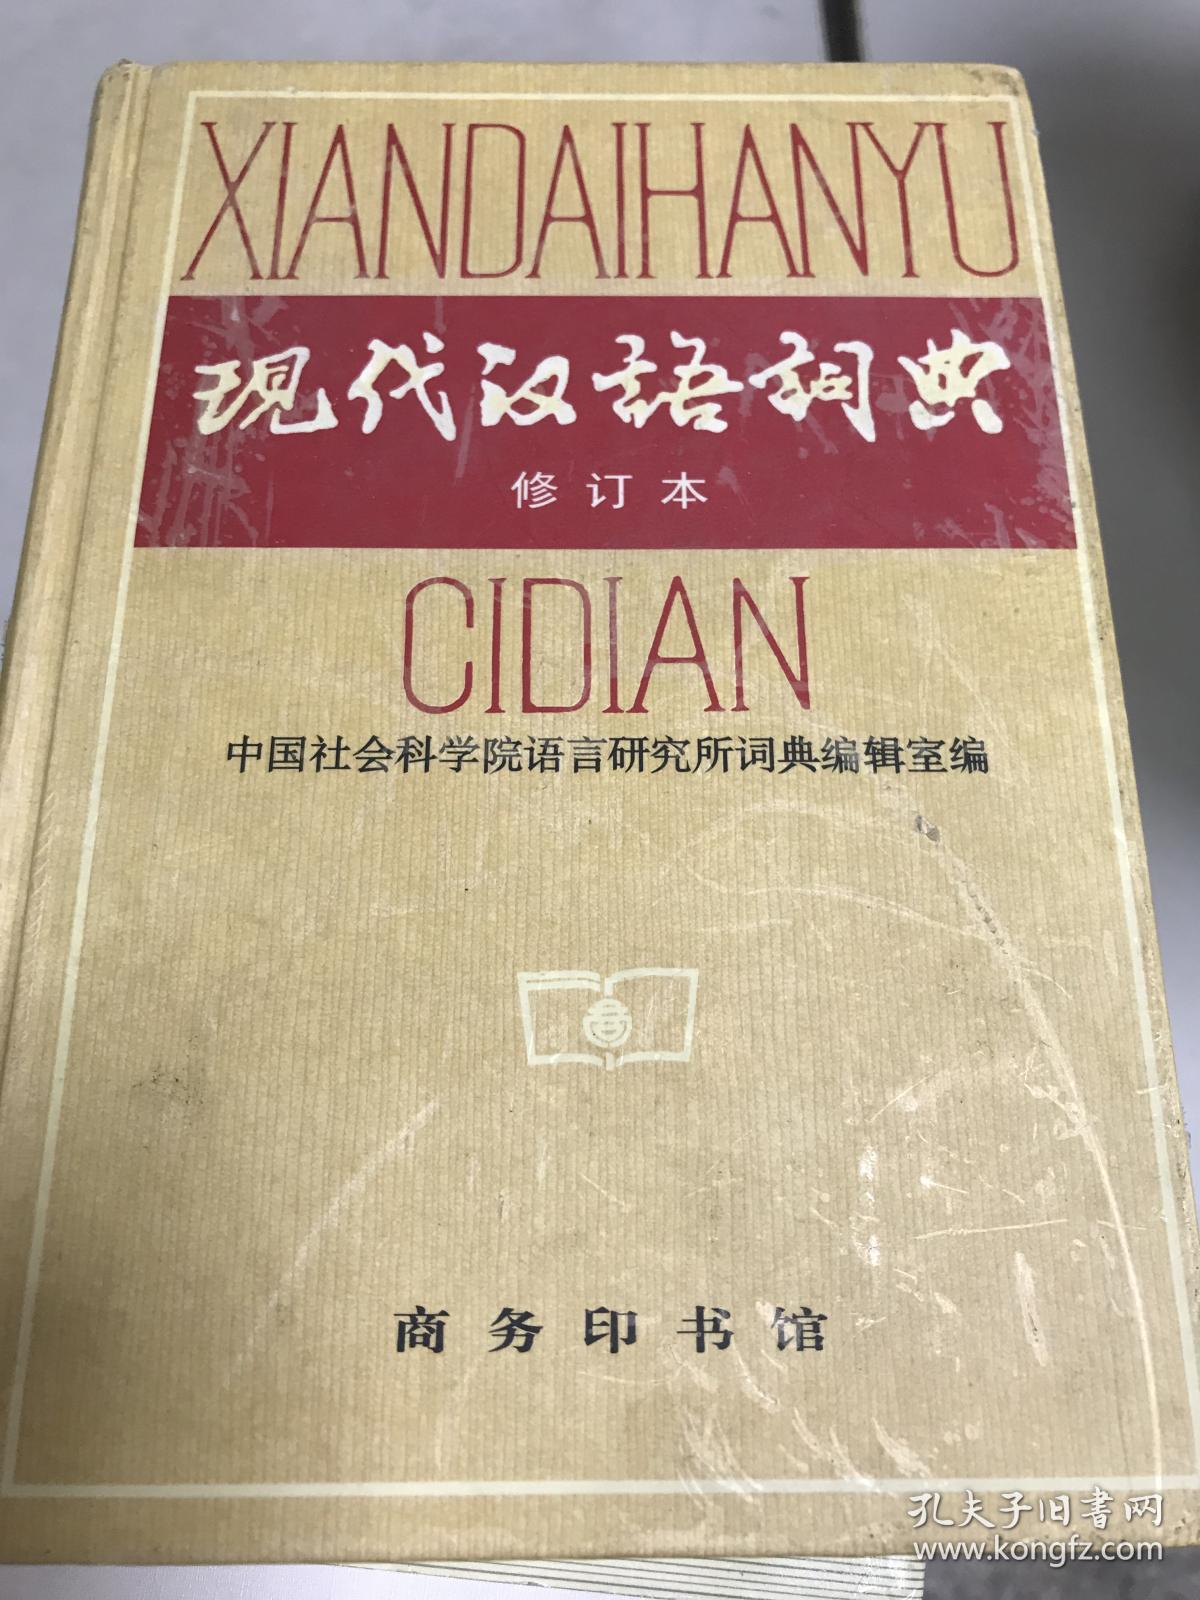 XIANDAIHANYU
现代汉语词典
修订本
CIDIAN
中国社会科学院语言研究所词典编辑室编
商务印书馆
孔夫子旧书网
www.kongfz.com